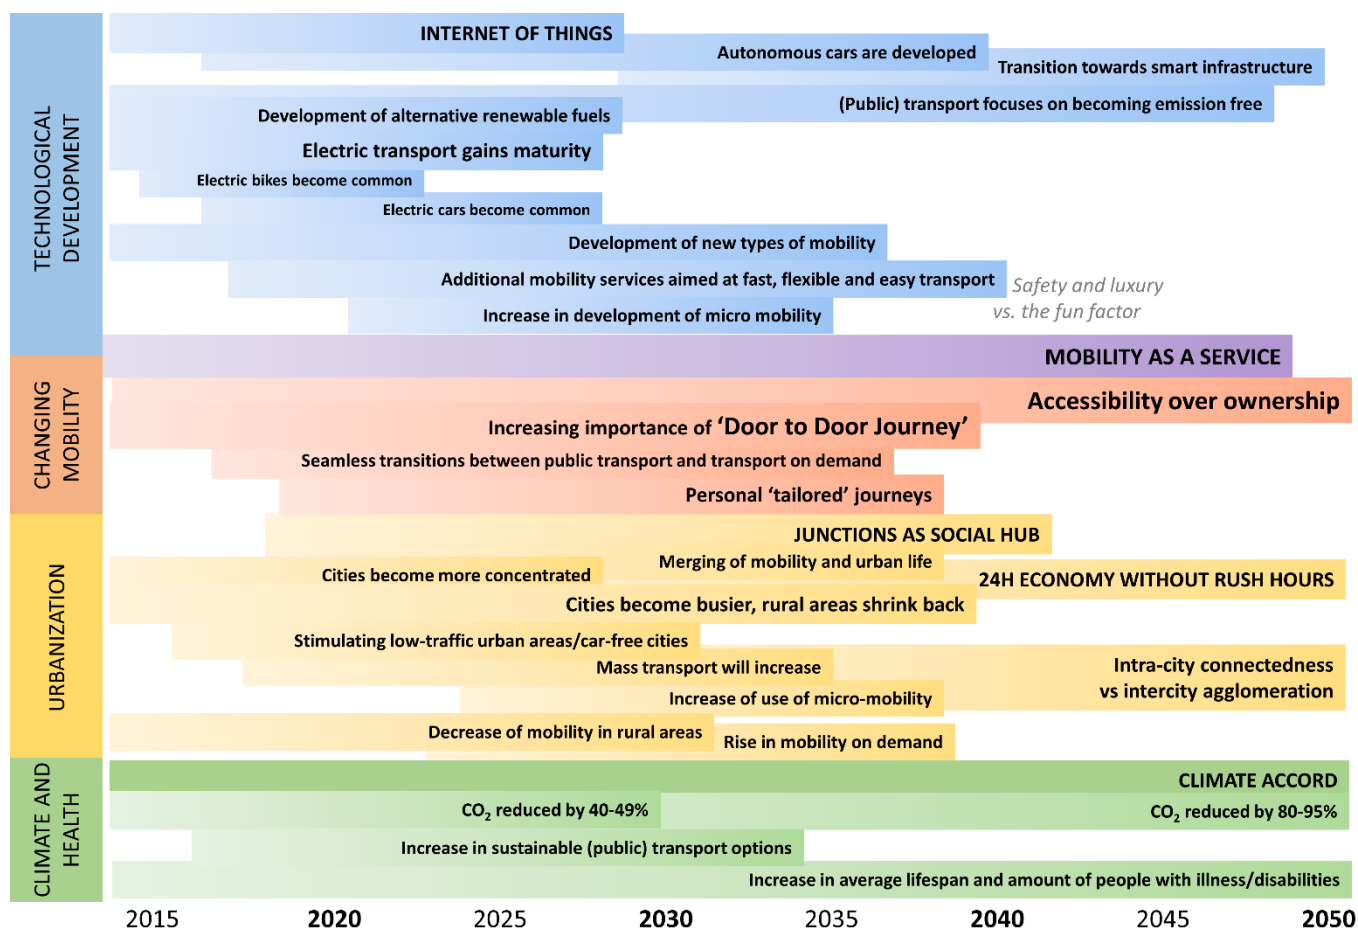 TECHNOLOGICAL
DEVELOPMENT
INTERNET OF THINGS
Autonomous cars are developed
Transition towards smart infrastructure
(Public) transport focuses on becoming emission free
Development of alternative renewable fuels
Electric transport gains maturity
Electric bikes become common
Electric cars become common
Development of new types of mobility
Additional mobility services aimed at fast, flexible and easy transport
Safety and luxury
vs. the fun factor
Increase in development of micro mobility
MOBILITY AS A SERVICE
CHANGING
MOBILITY
Accessibility over ownership
Increasing importance of ‘Door to Door Journey’
Seamless transitions between public transport and transport on demand
Personal ‘tailored’ journeys
URBANIZATION
JUNCTIONS AS SOCIAL HUB
Merging of mobility and urban life
Cities become more concentrated
24H ECONOMY WITHOUT RUSH HOURS
Cities become busier, rural areas shrink back
Stimulating low-traffic urban areas/car-free cities
Mass transport will increase
Intra-city connectedness
vs intercity agglomeration
Increase of use of micro-mobility
Decrease of mobility in rural areas
Rise in mobility on demand
CLIMATE AND
HEALTH
CLIMATE ACCORD
CO₂ reduced by 40-49%
CO₂ reduced by 80-95%
Increase in sustainable (public) transport options
Increase in average lifespan and amount of people with illness/disabilities
2015 2020 2025 2030 2035 2040 2045 2050